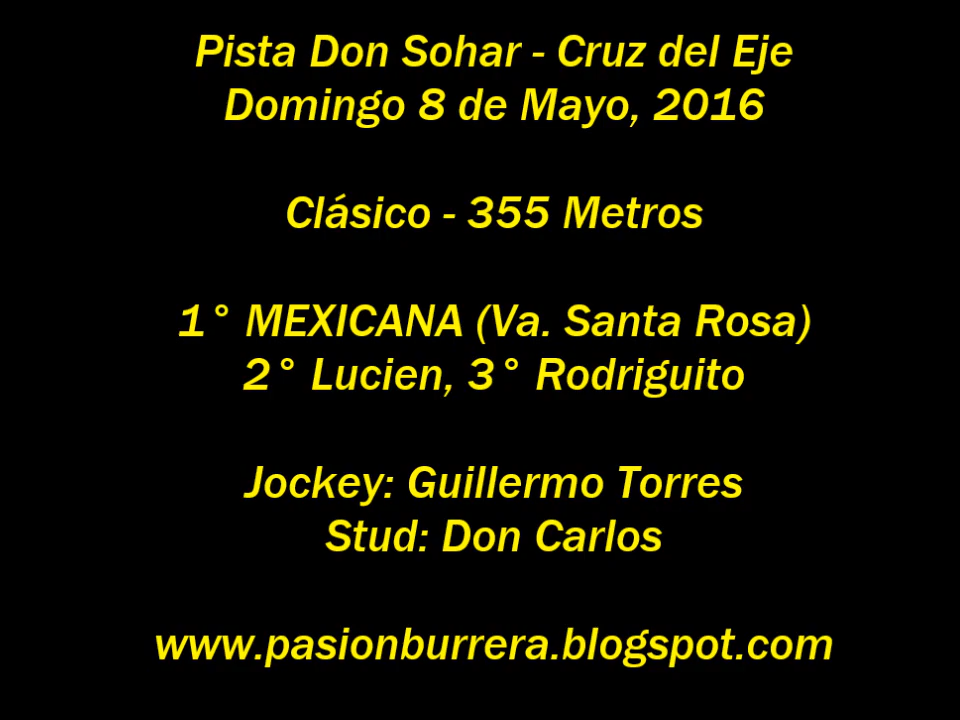 Pista Don Sohar - Cruz del Eje
Domingo 8 de Mayo, 2016
Clásico - 355 Metros
1° MEXICANA (Va. Santa Rosa)
2° Lucien, 3° Rodriguito
Jockey: Guillermo Torres
Stud: Don Carlos
www.pasionburrera.blogspot.com